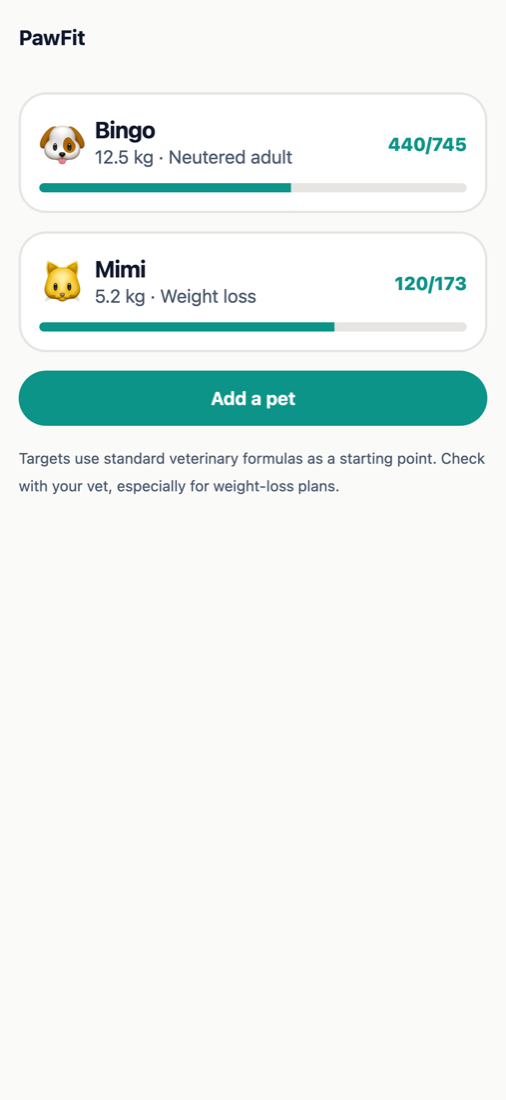 PawFit
Bingo
12.5 kg · Neutered adult
440/745
Mimi
5.2 kg · Weight loss
120/173
Add a pet
Targets use standard veterinary formulas as a starting point. Check
with your vet, especially for weight-loss plans.